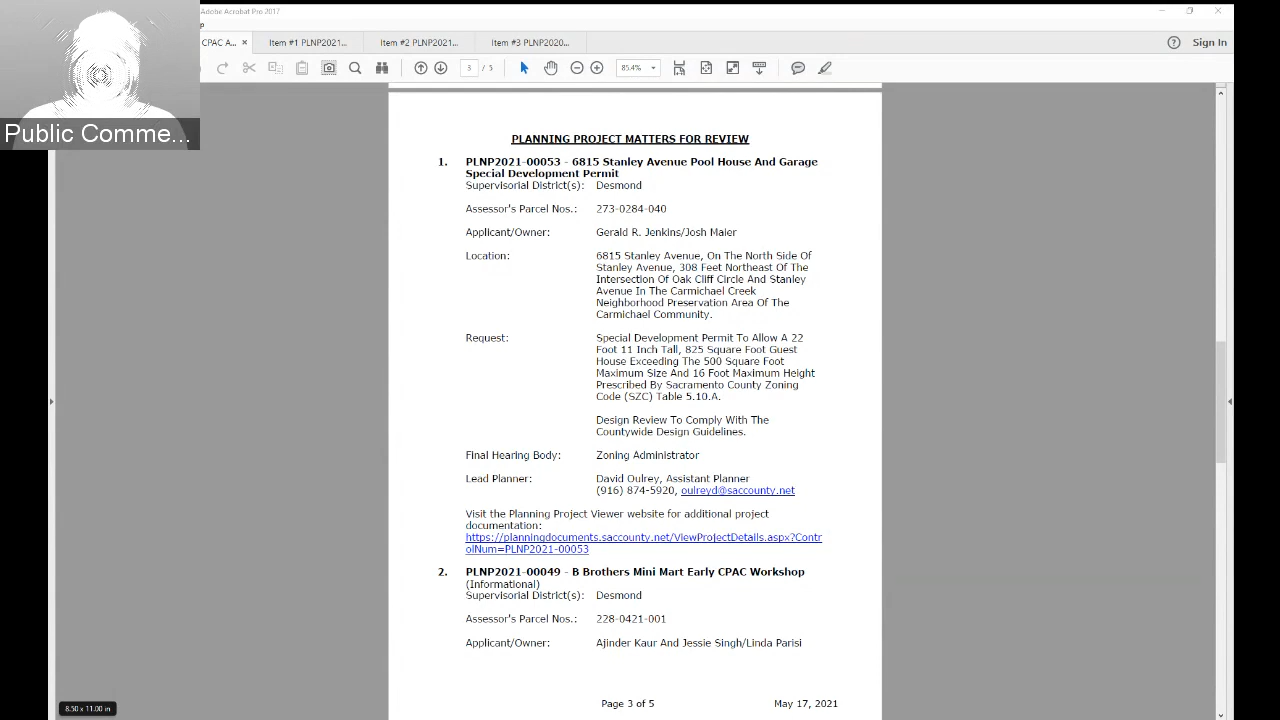 Adobe Acrobat Pro 2017
CPAC A... × Item #1 PLNP2021... Item #2 PLNP2021... Item #3 PLNP2020... Sign In
3 / 5 85.4%
Public Comme...
PLANNING PROJECT MATTERS FOR REVIEW
1. PLNP2021-00053 - 6815 Stanley Avenue Pool House And Garage
Special Development Permit
Supervisorial District(s): Desmond
Assessor's Parcel Nos.: 273-0284-040
Applicant/Owner: Gerald R. Jenkins/Josh Maier
Location: 6815 Stanley Avenue, On The North Side Of
Stanley Avenue, 308 Feet Northeast Of The
Intersection Of Oak Cliff Circle And Stanley
Avenue In The Carmichael Creek
Neighborhood Preservation Area Of The
Carmichael Community.
Request: Special Development Permit To Allow A 22
Foot 11 Inch Tall, 825 Square Foot Guest
House Exceeding The 500 Square Foot
Maximum Size And 16 Foot Maximum Height
Prescribed By Sacramento County Zoning
Code (SZC) Table 5.10.A.
Design Review To Comply With The
Countywide Design Guidelines.
Final Hearing Body: Zoning Administrator
Lead Planner: David Oulrey, Assistant Planner
(916) 874-5920, oulreyd@saccounty.net
Visit the Planning Project Viewer website for additional project
documentation:
https://planningdocuments.saccounty.net/ViewProjectDetails.aspx?Contr
olNum=PLNP2021-00053
2. PLNP2021-00049 - B Brothers Mini Mart Early CPAC Workshop
(Informational)
Supervisorial District(s): Desmond
Assessor's Parcel Nos.: 228-0421-001
Applicant/Owner: Ajinder Kaur And Jessie Singh/Linda Parisi
Page 3 of 5 May 17, 2021
8.50 x 11.00 in